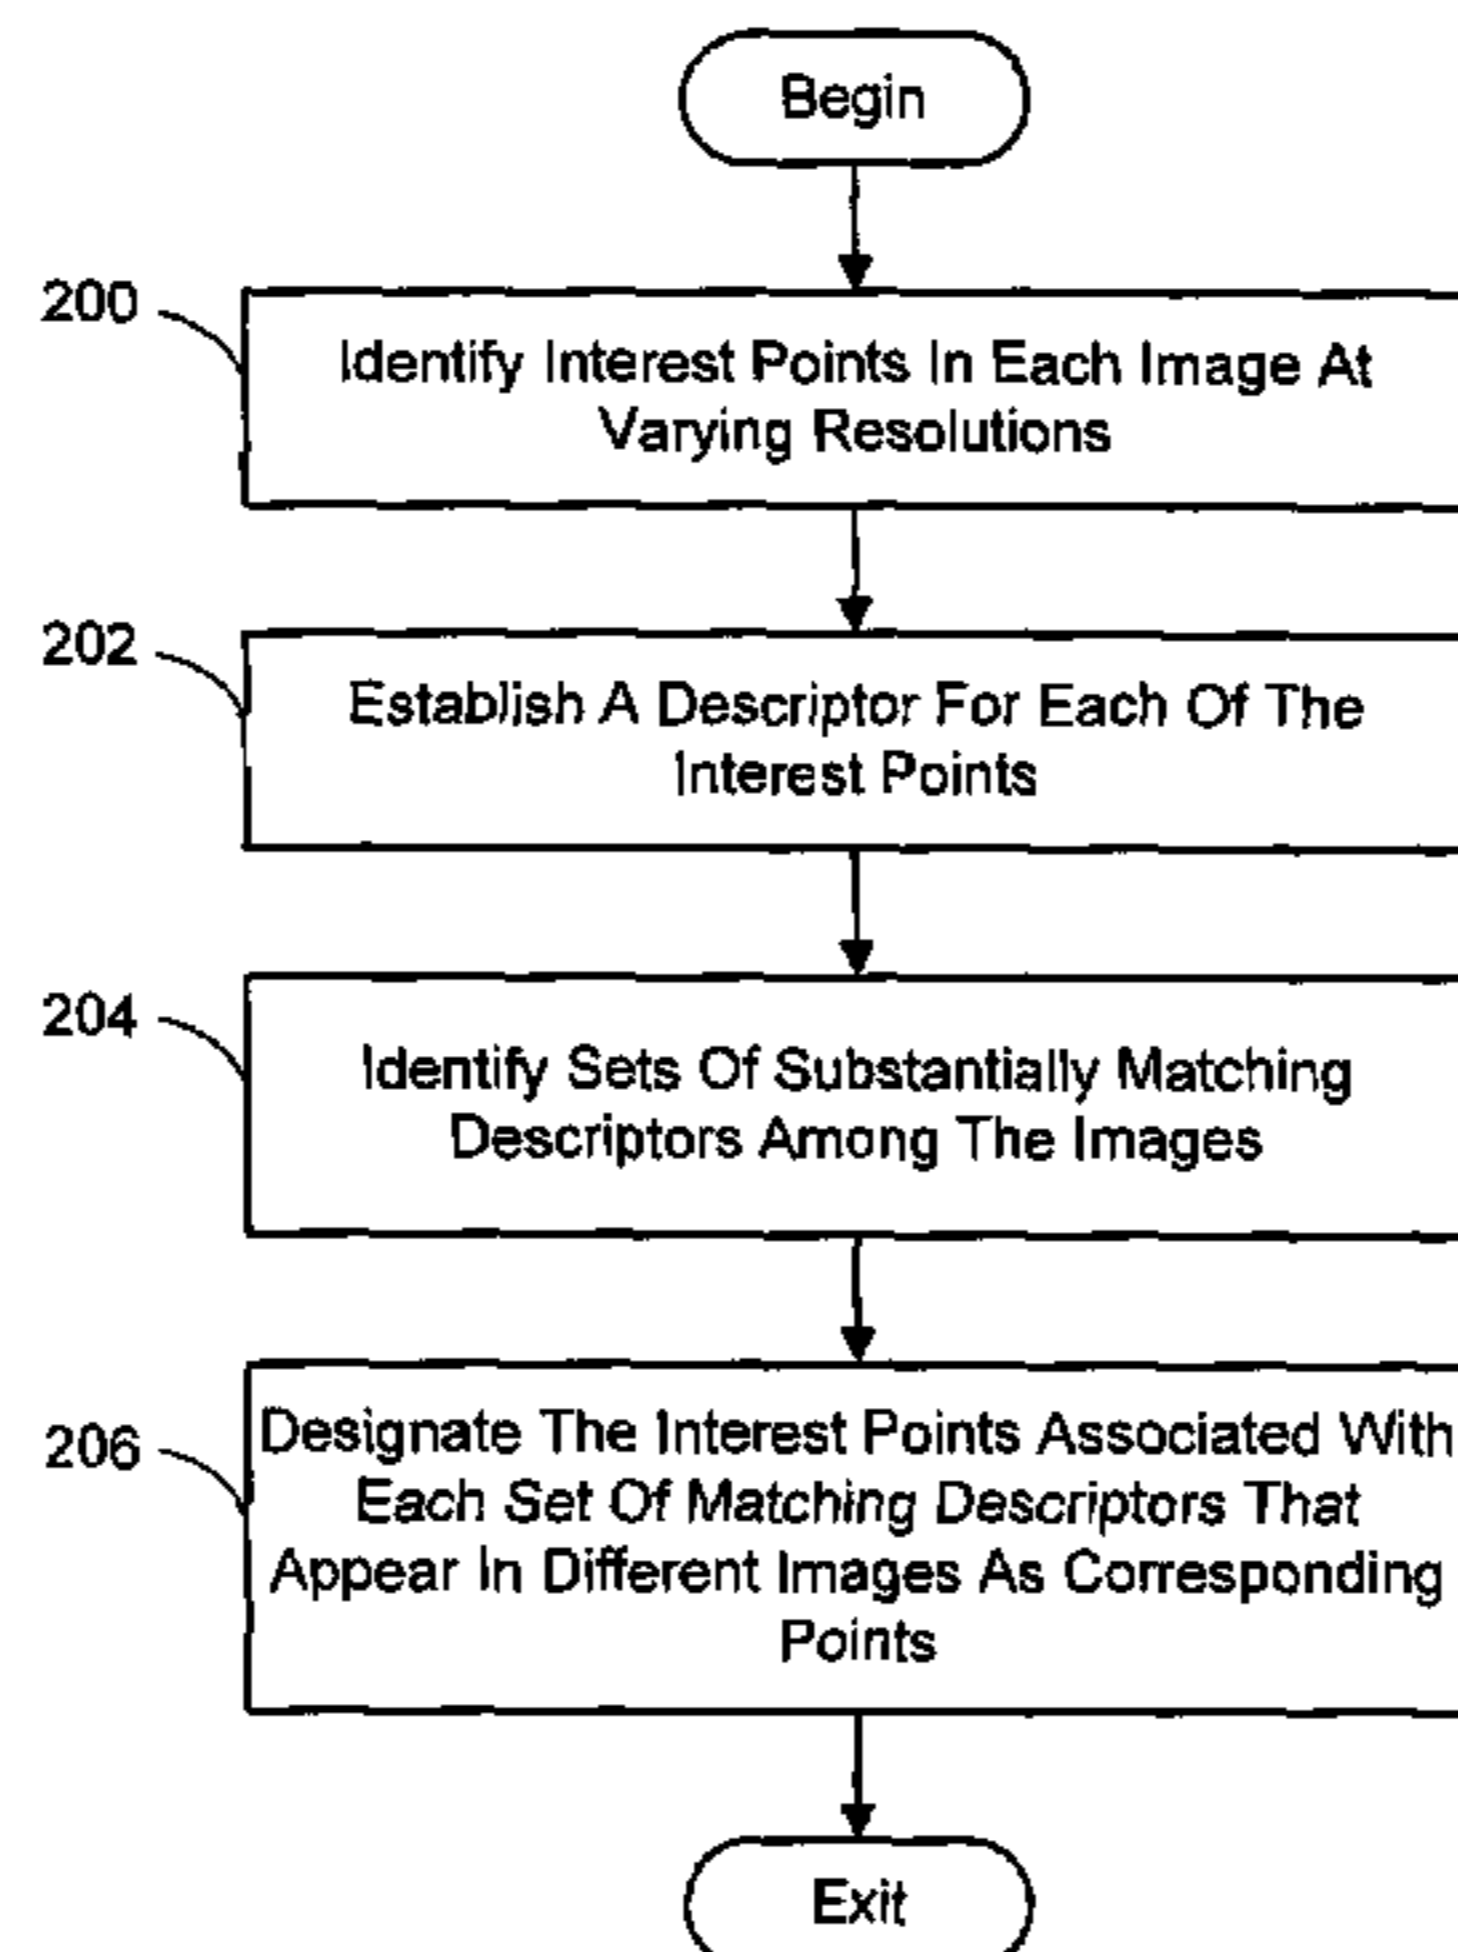 Begin
200
Identify Interest Points In Each Image At
Varying Resolutions
202
Establish A Descriptor For Each Of The
Interest Points
204
Identify Sets Of Substantially Matching
Descriptors Among The Images
206
Designate The Interest Points Associated With
Each Set Of Matching Descriptors That
Appear In Different Images As Corresponding
Points
Exit